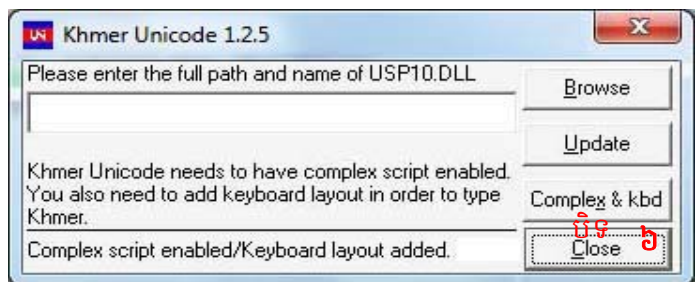 Khmer Unicode 1.2.5
Please enter the full path and name of USP10.DLL
Browse
Update
Khmer Unicode needs to have complex script enabled.
You also need to add keyboard layout in order to type
Khmer.
Complex & kbd
បិទ ៦
Complex script enabled/Keyboard layout added.
Close